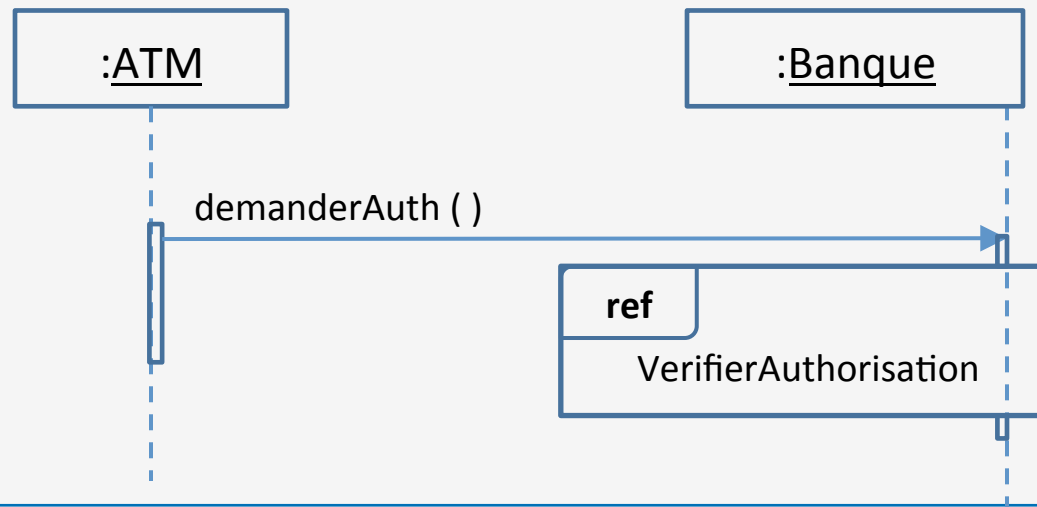 :ATM
:Banque
demanderAuth ( )
ref
VerifierAuthorisation